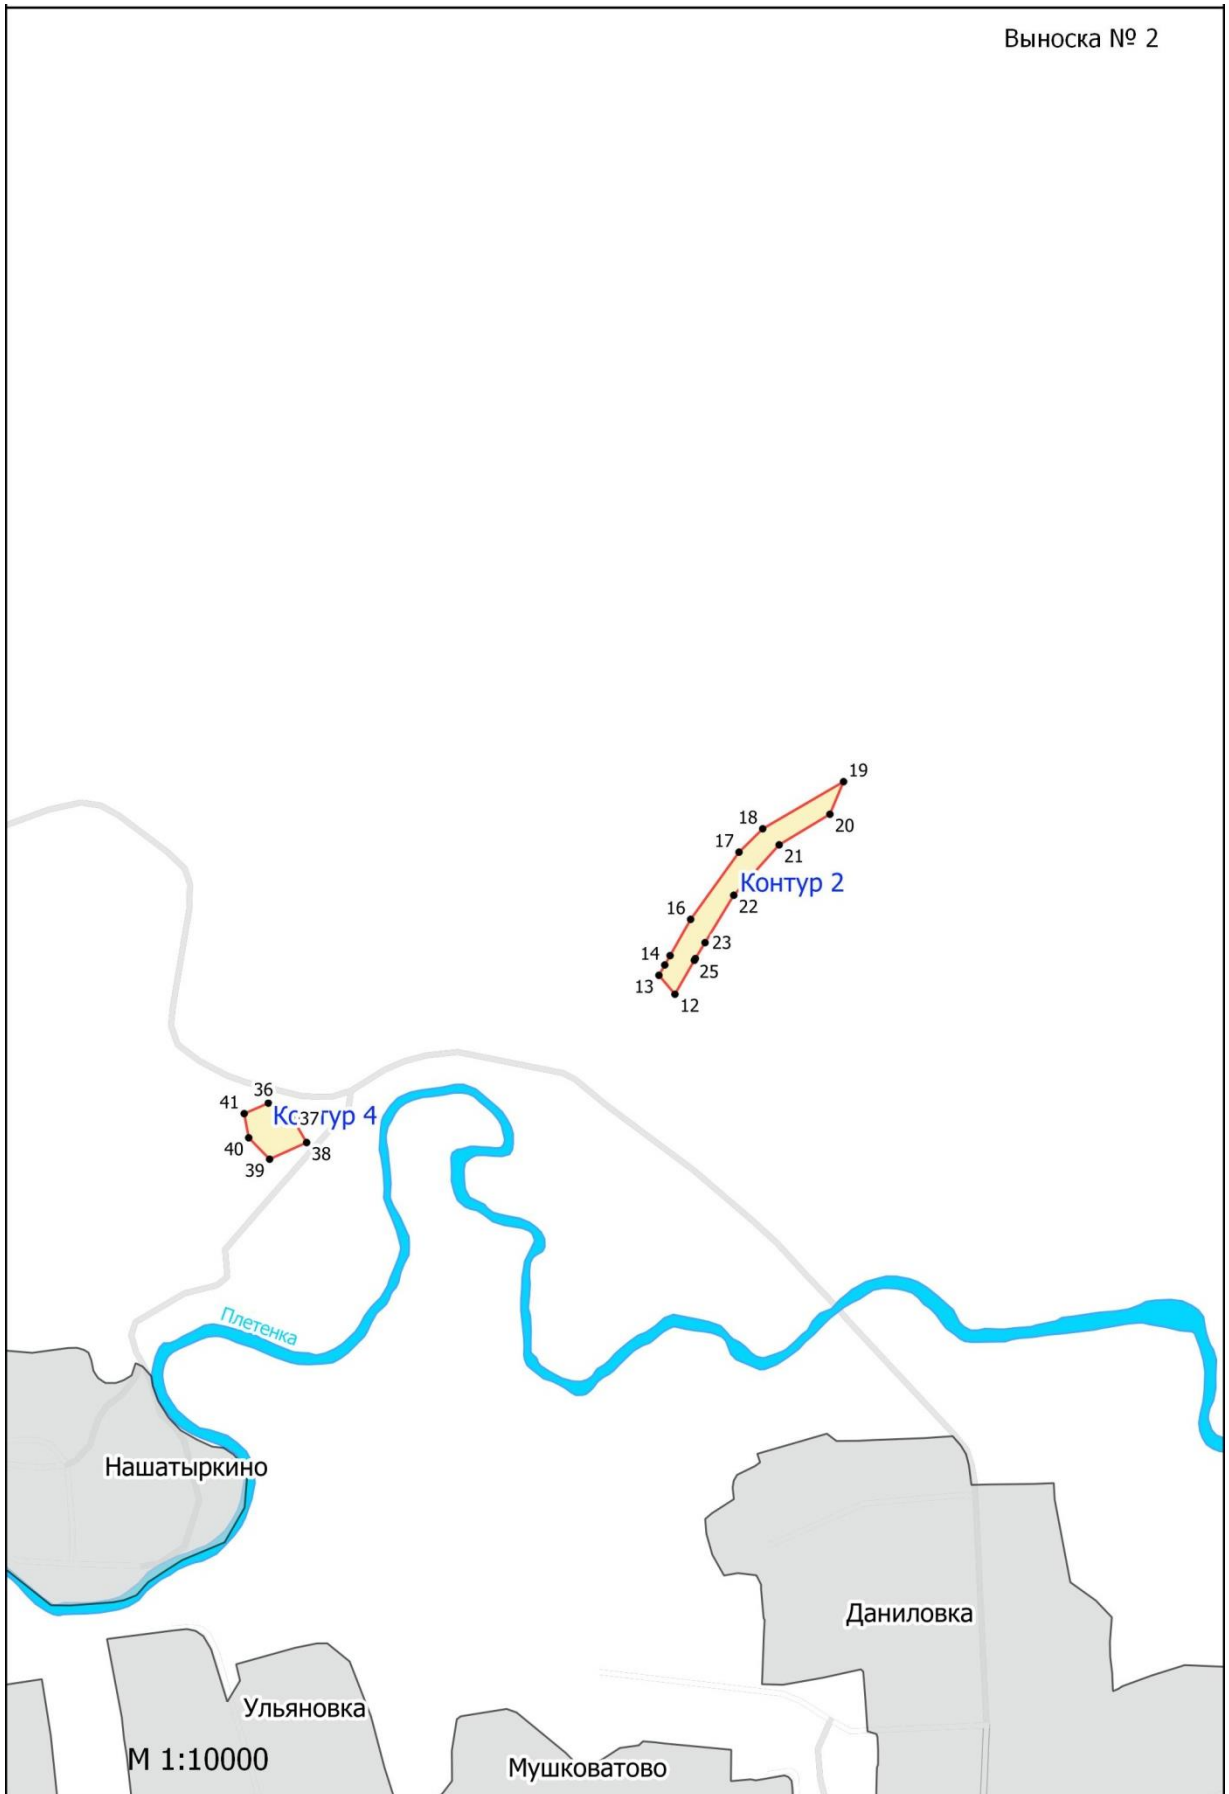 Выноска № 2
19
18
20
17
21
Контур 2
22
16
23
14
25
13
12
36
41
Контур 4
37
40
38
39
Плетенка
Нашатыркино
Даниловка
Ульяновка
М 1:10000
Мушковатово